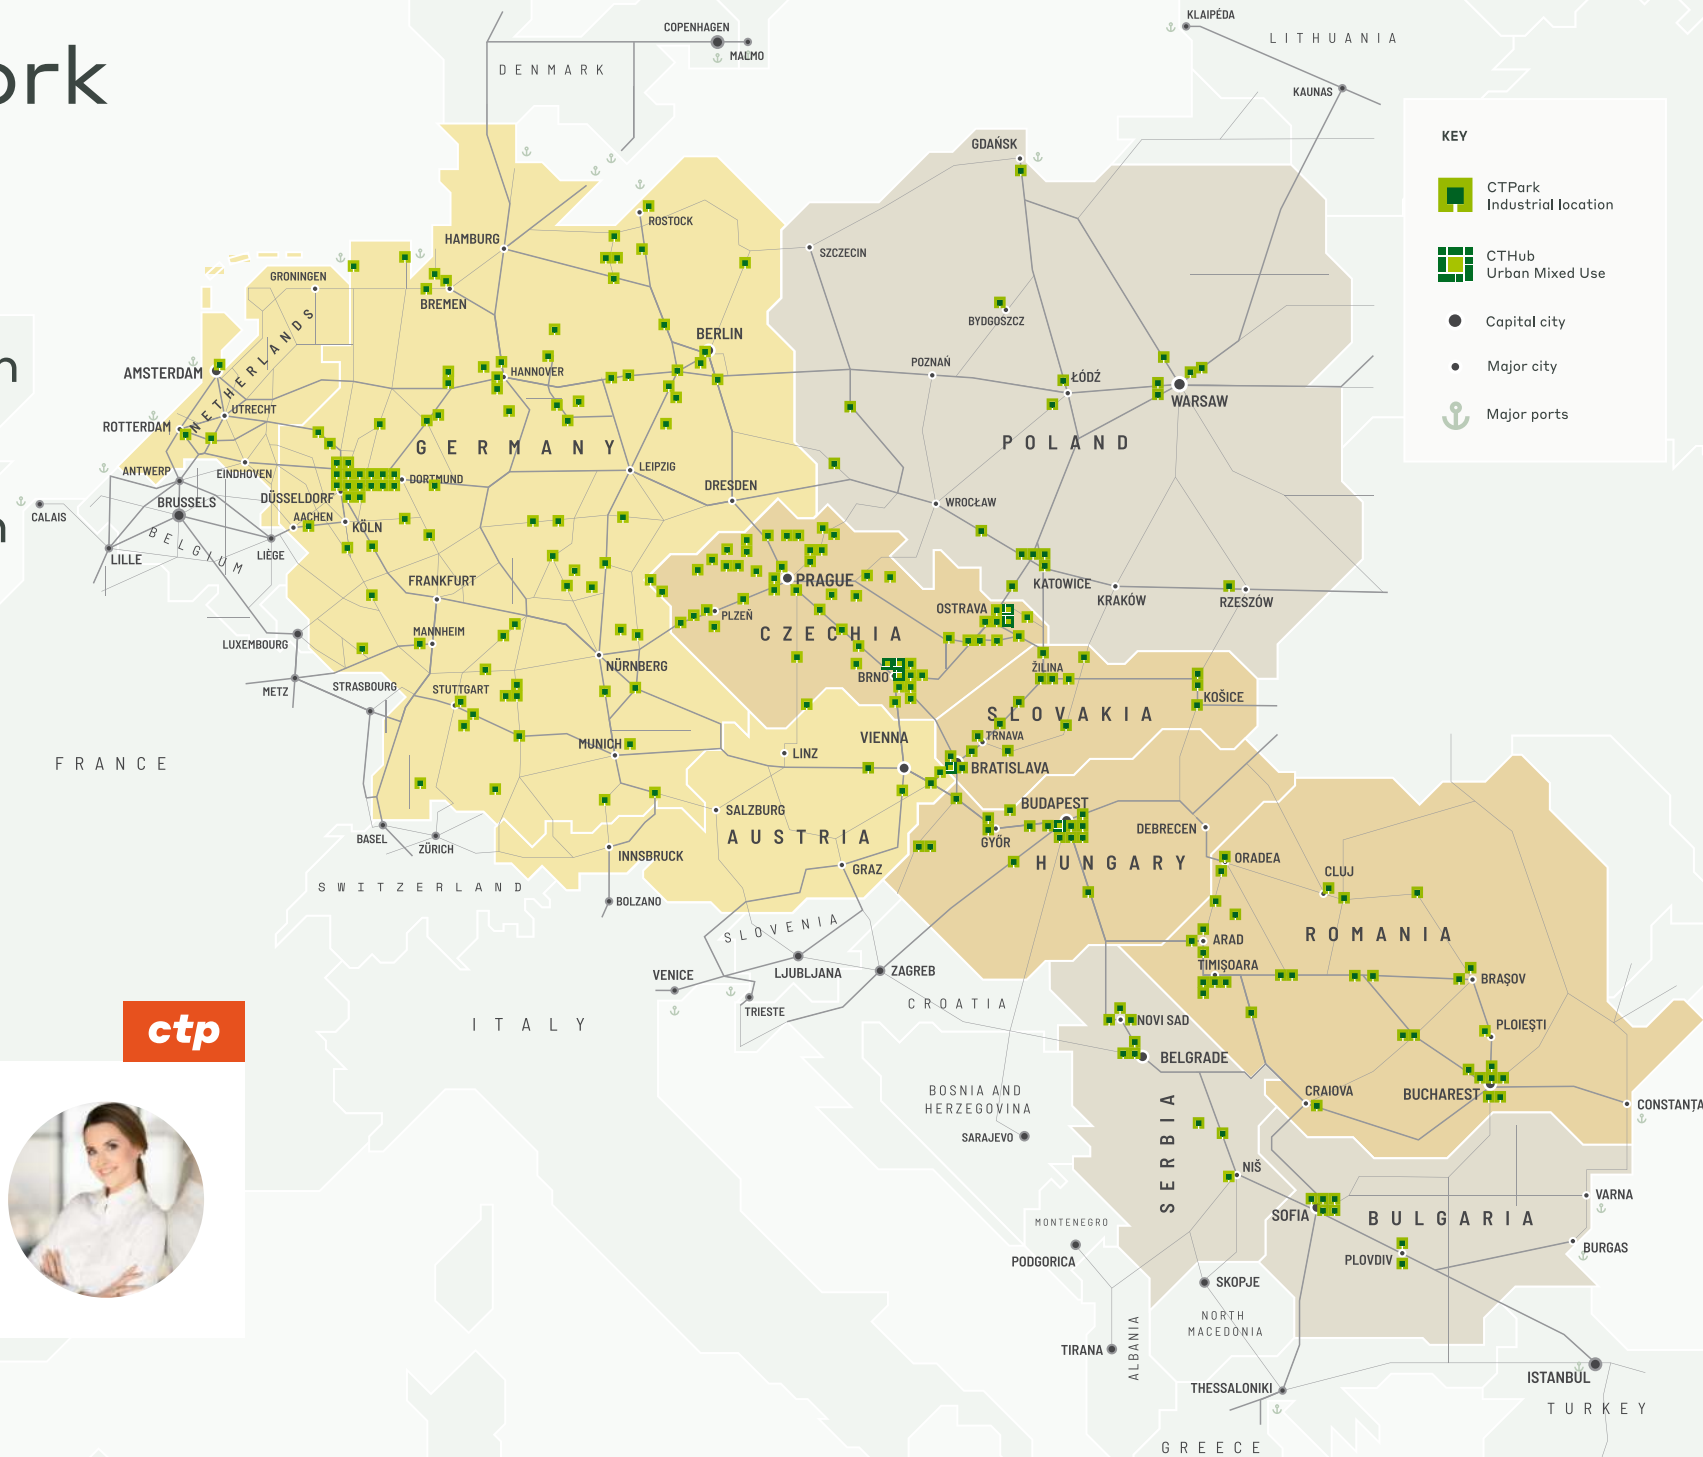 ork
n
n
KEY
CTPark
Industrial location
CTHub
Urban Mixed Use
Capital city
Major city
Major ports
KLAIPÉDA
LITHUANIA
KAUNAS
COPENHAGEN
MALMO
DENMARK
GDAŃSK
ROSTOCK
HAMBURG
SZCZECIN
GRONINGEN
BREMEN
BYDGOSZCZ
BERLIN
AMSTERDAM
NETHERLANDS
HANNOVER
POZNAŃ
ŁÓDŹ
WARSAW
UTRECHT
ROTTERDAM
GERMANY
POLAND
ANTWERP
EINDHOVEN
DORTMUND
LEIPZIG
DRESDEN
DÜSSELDORF
BRUSSELS
WROCŁAW
CALAIS
AACHEN
KÖLN
BELGIUM
LILLE
LIÈGE
FRANKFURT
PRAGUE
KATOWICE
KRAKÓW
RZESZÓW
OSTRAVA
PLZEŇ
CZECHIA
MANNHEIM
LUXEMBOURG
NÜRNBERG
ŽILINA
BRNO
METZ
STRASBOURG
STUTTGART
KOŠICE
SLOVAKIA
TRNAVA
VIENNA
MUNICH
LINZ
BRATISLAVA
FRANCE
BUDAPEST
SALZBURG
AUSTRIA
DEBRECEN
BASEL
ZÜRICH
GYŐR
INNSBRUCK
HUNGARY
ORADEA
GRAZ
CLUJ
SWITZERLAND
BOLZANO
SLOVENIA
ARAD
ROMANIA
TIMIȘOARA
VENICE
LJUBLJANA
ZAGREB
BRAȘOV
CROATIA
TRIESTE
NOVI SAD
PLOIEȘTI
ITALY
ctp
BELGRADE
BOSNIA AND
HERZEGOVINA
CRAIOVA
BUCHAREST
CONSTANȚA
SARAJEVO
SERBIA
NIŠ
VARNA
SOFIA
BULGARIA
MONTENEGRO
PODGORICA
PLOVDIV
BURGAS
SKOPJE
NORTH
MACEDONIA
TIRANA
ALBANIA
ISTANBUL
THESSALONIKI
TURKEY
GREECE